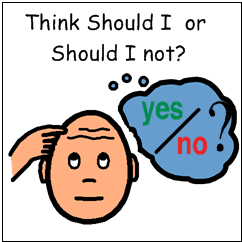 Think Should I or
Should I not?
yes
no ?